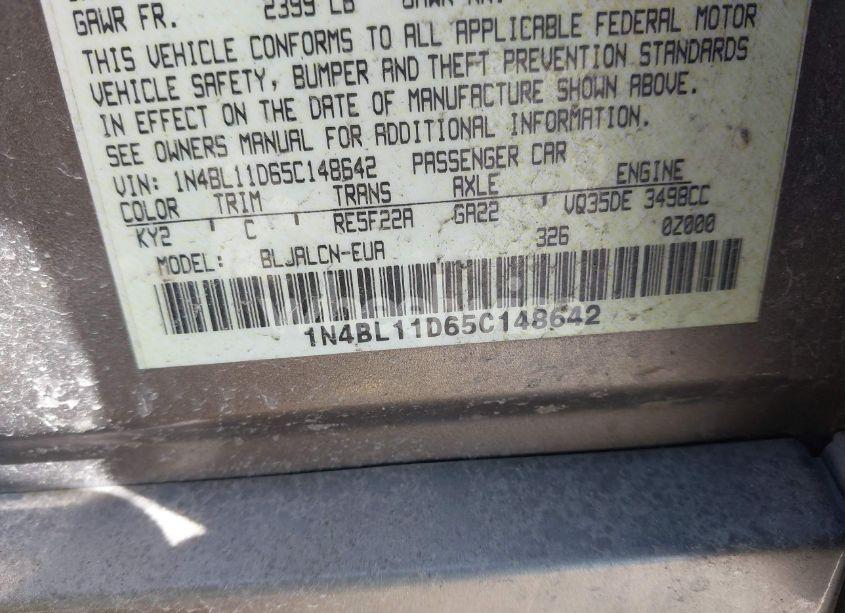 GAWR FR. 2399 LB GAWR RR.
THIS VEHICLE CONFORMS TO ALL APPLICABLE FEDERAL MOTOR
VEHICLE SAFETY, BUMPER AND THEFT PREVENTION STANDARDS
IN EFFECT ON THE DATE OF MANUFACTURE SHOWN ABOVE.
SEE OWNERS MANUAL FOR ADDITIONAL INFORMATION.
VIN: 1N4BL11D65C148642 PASSENGER CAR
COLOR TRIM TRANS AXLE ENGINE
KY2 C RE5F22A GA22 VQ35DE 3498CC
MODEL: BLJALCN-EUA 326 0Z000
1N4BL11D65C148642